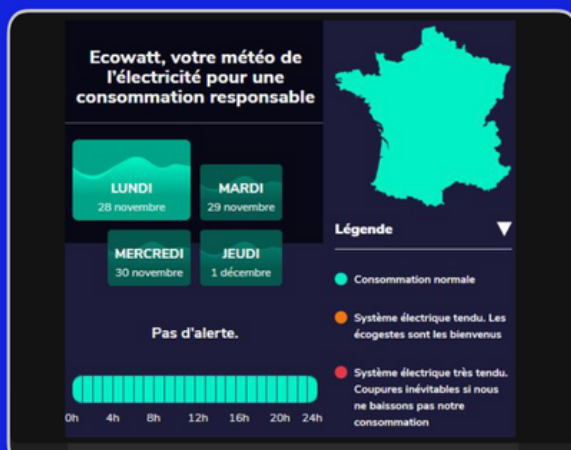 Ecowatt, votre météo de
l'électricité pour une
consommation responsable
LUNDI
28 novembre
MARDI
29 novembre
MERCREDI
30 novembre
JEUDI
1 décembre
Pas d'alerte.
0h 4h 8h 12h 16h 20h 24h
Légende
Consommation normale
Système électrique tendu. Les
écogestes sont les bienvenus
Système électrique très tendu.
Coupures inévitables si nous
ne baissons pas notre
consommation